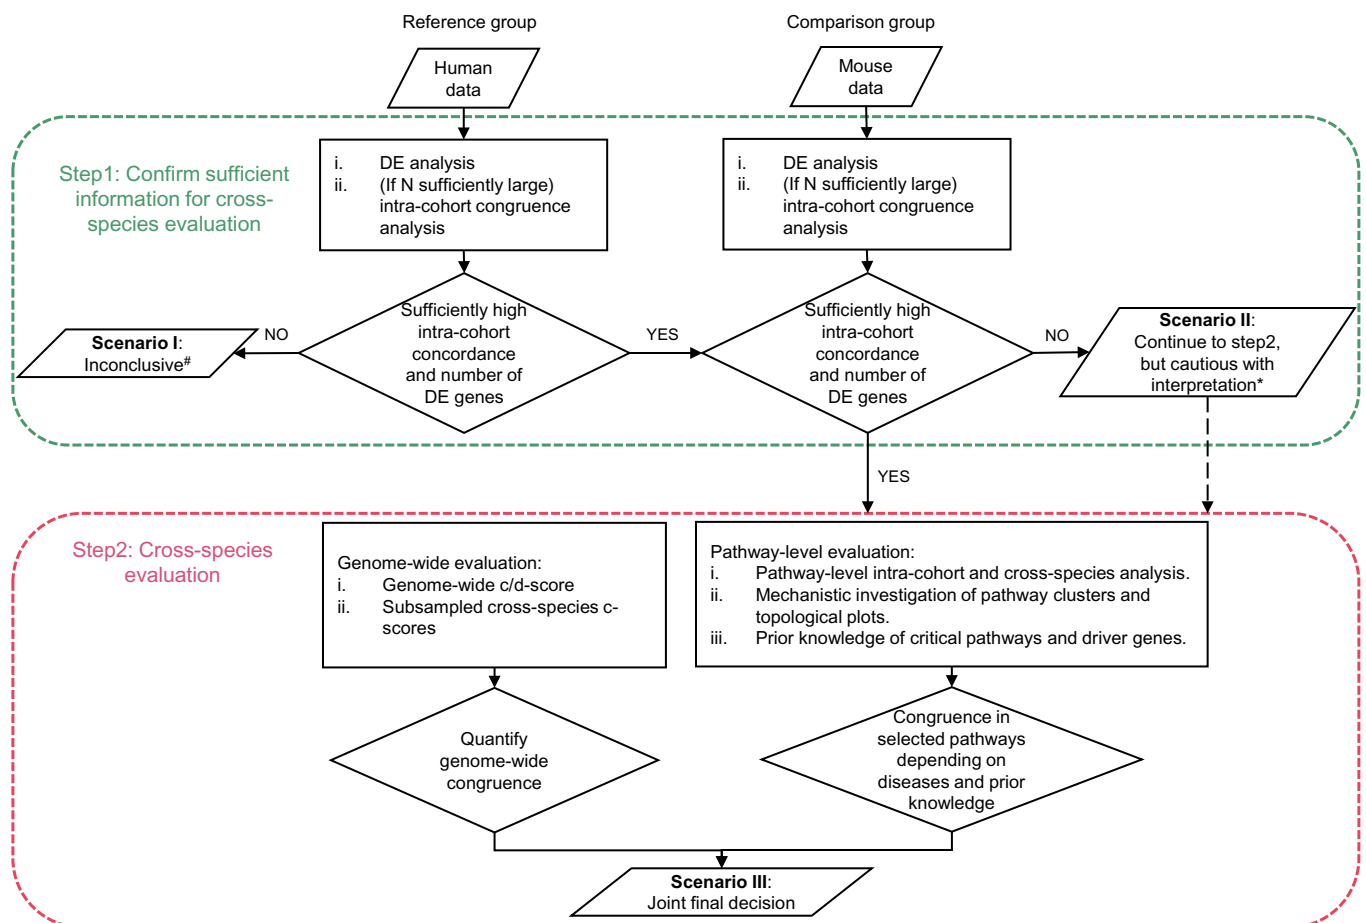 Reference group
Comparison group
Human
data
Mouse
data
Step1: Confirm sufficient
information for cross-
species evaluation
i. DE analysis
ii. (If N sufficiently large)
intra-cohort congruence
analysis
i. DE analysis
ii. (If N sufficiently large)
intra-cohort congruence
analysis
Scenario I:
Inconclusive#
NO
Sufficiently high
intra-cohort
concordance
and number of
DE genes
YES
Sufficiently high
intra-cohort
concordance
and number of
DE genes
NO
Scenario II:
Continue to step2,
but cautious with
interpretation*
YES
Step2: Cross-species
evaluation
Genome-wide evaluation:
i. Genome-wide c/d-score
ii. Subsampled cross-species c-
scores
Pathway-level evaluation:
i. Pathway-level intra-cohort and cross-species analysis.
ii. Mechanistic investigation of pathway clusters and
topological plots.
iii. Prior knowledge of critical pathways and driver genes.
Quantify
genome-wide
congruence
Congruence in
selected pathways
depending on
diseases and prior
knowledge
Scenario III:
Joint final decision